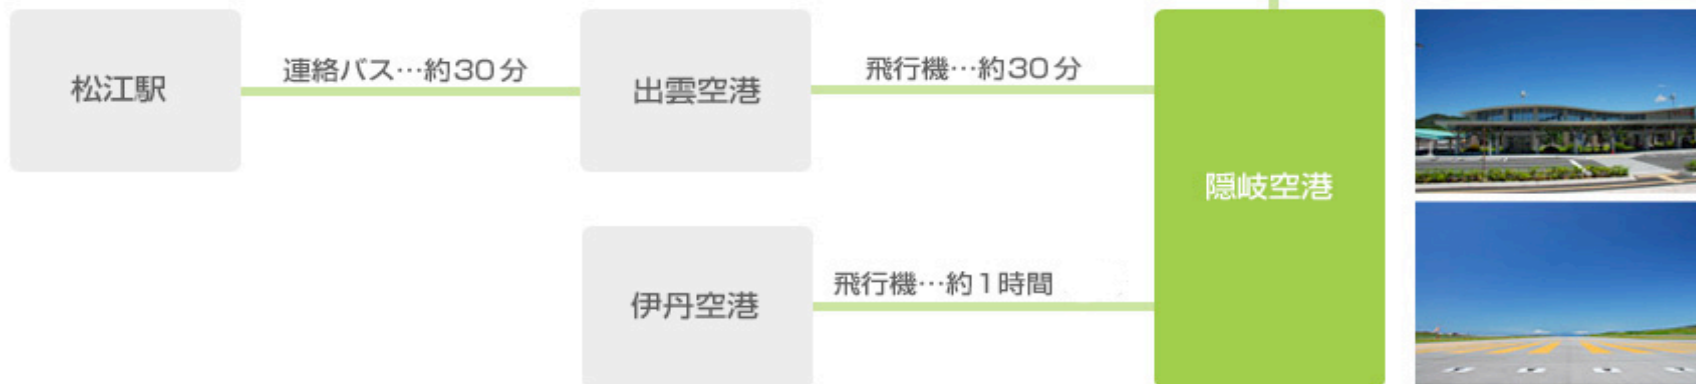 松江駅
連絡バス…約30分
出雲空港
飛行機…約30分
隠岐空港
伊丹空港
飛行機…約1時間